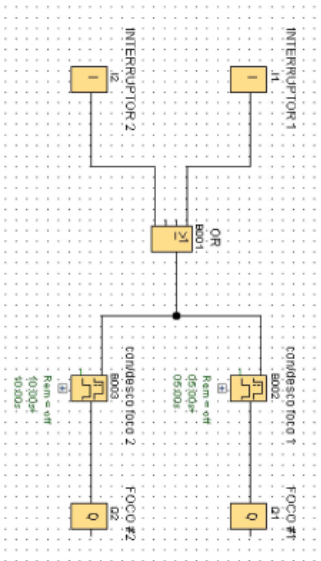 INTERRUPTOR 1
I1
INTERRUPTOR 2
I2
OR
B001
≥1
con/desco foco 1
B002
Rem = off
05:00s+
05:00s
con/desco foco 2
B003
Rem = off
10:00s+
10:00s
FOCO #1
Q1
Q
FOCO #2
Q2
Q